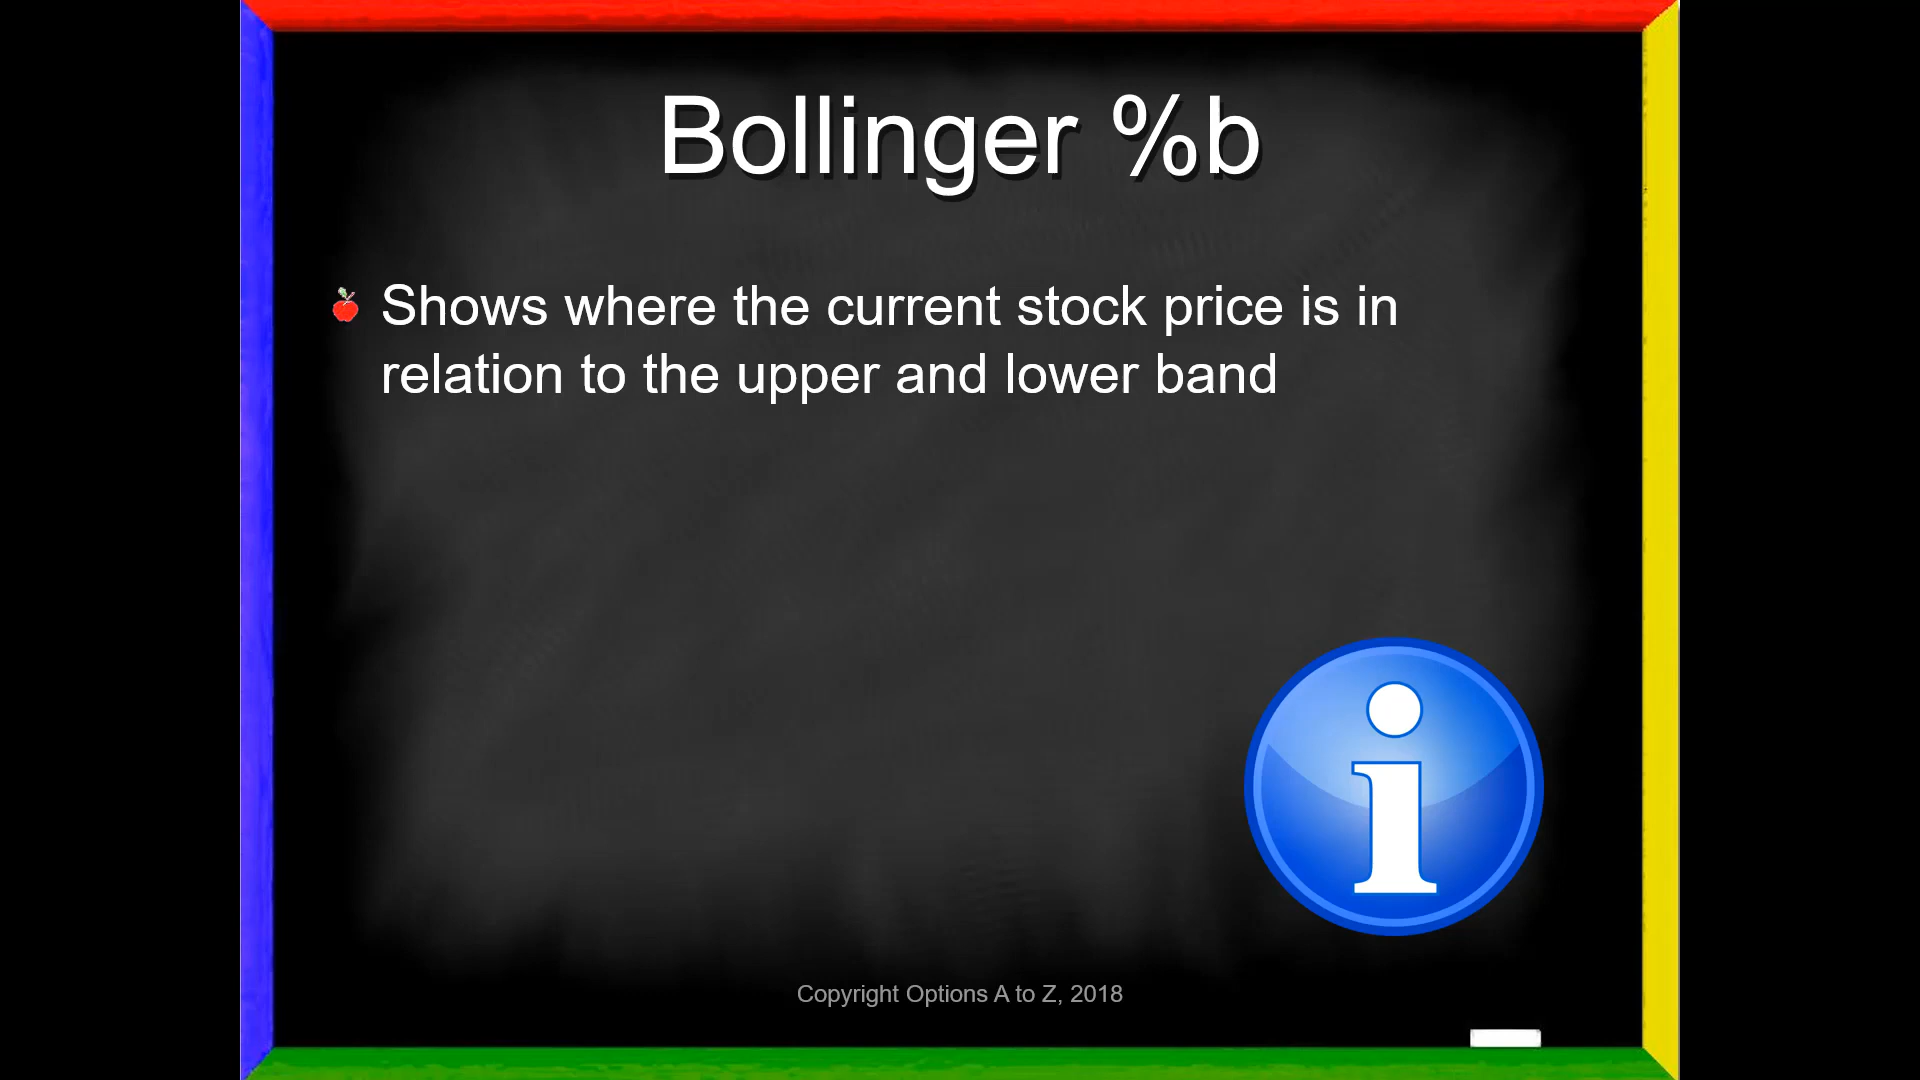 Bollinger %b
Shows where the current stock price is in
relation to the upper and lower band
Copyright Options A to Z, 2018